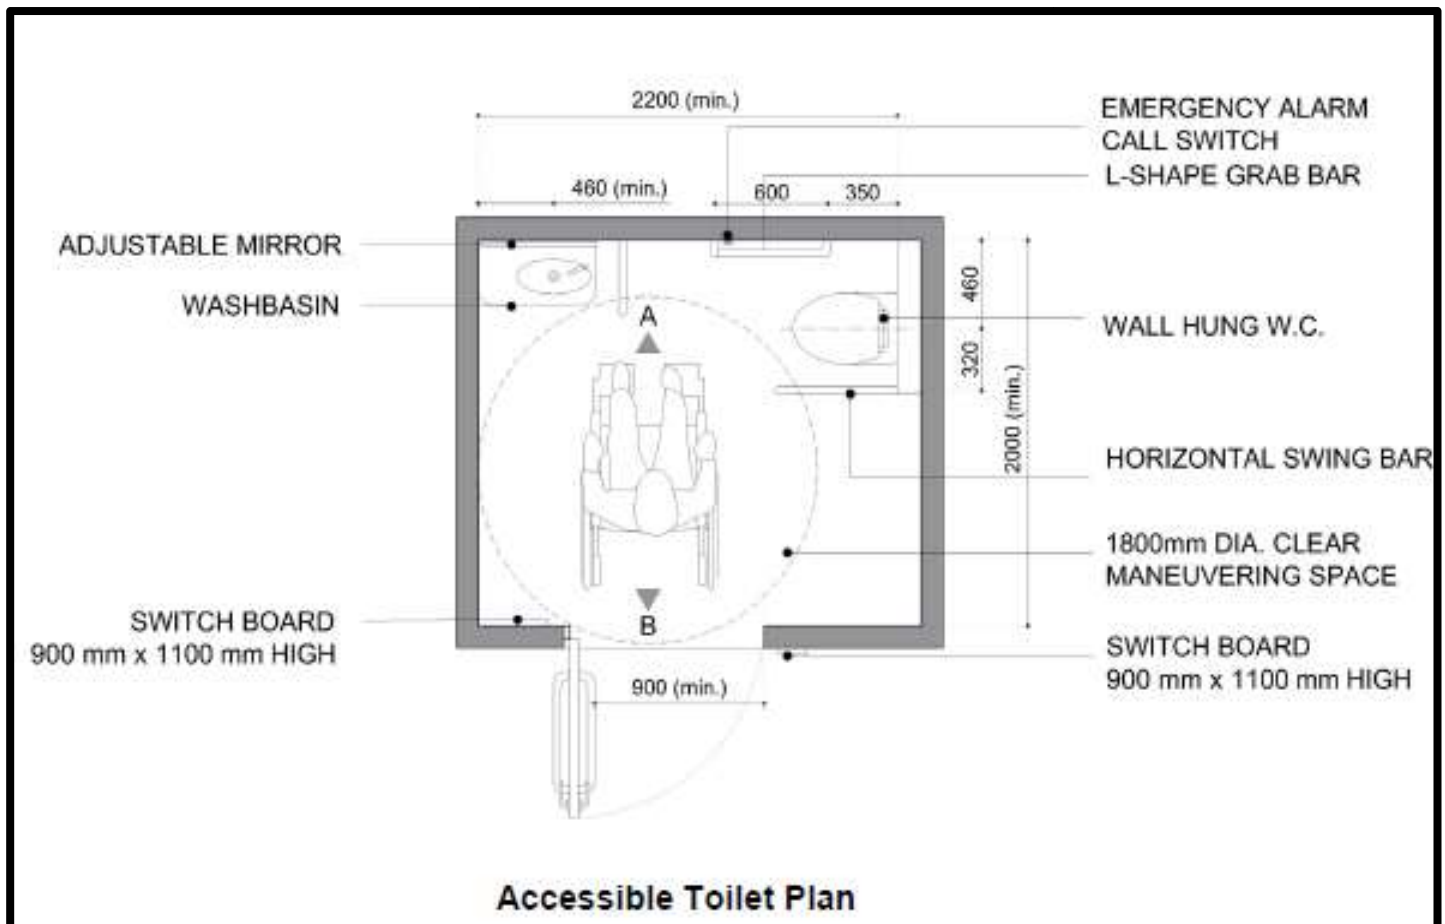 2200 (min.)
EMERGENCY ALARM
CALL SWITCH
L-SHAPE GRAB BAR
460 (min.)
600
350
ADJUSTABLE MIRROR
WASHBASIN
A
460
320
2000 (min.)
WALL HUNG W.C.
HORIZONTAL SWING BAR
1800mm DIA. CLEAR
MANEUVERING SPACE
B
SWITCH BOARD
900 mm x 1100 mm HIGH
SWITCH BOARD
900 mm x 1100 mm HIGH
900 (min.)
Accessible Toilet Plan